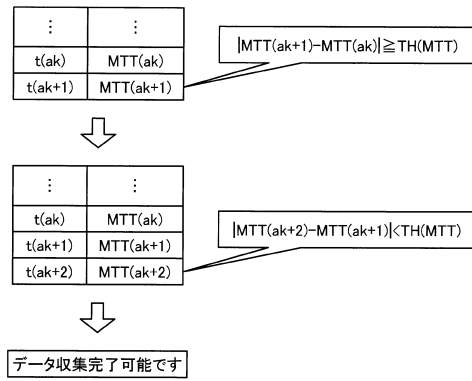 ⋮ ⋮
t(ak) MTT(ak)
t(ak+1) MTT(ak+1)
|MTT(ak+1)-MTT(ak)|≧TH(MTT)
⋮ ⋮
t(ak) MTT(ak)
t(ak+1) MTT(ak+1)
t(ak+2) MTT(ak+2)
|MTT(ak+2)-MTT(ak+1)|<TH(MTT)
データ収集完了可能です